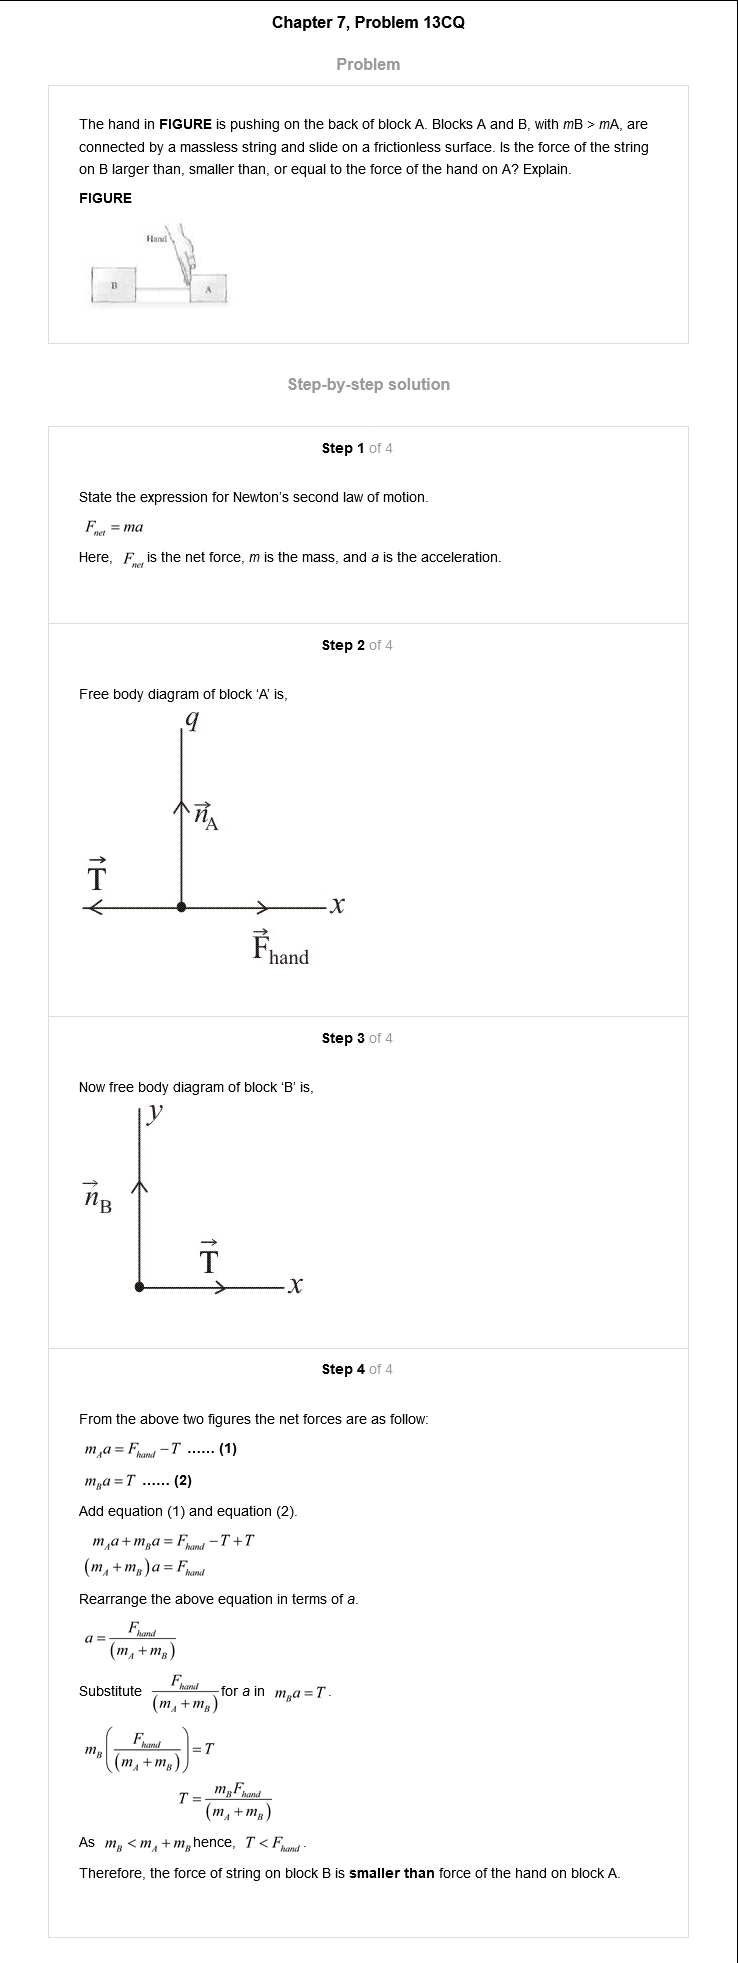 Chapter 7, Problem 13CQ
Problem
The hand in FIGURE is pushing on the back of block A. Blocks A and B, with mB > mA, are
connected by a massless string and slide on a frictionless surface. Is the force of the string
on B larger than, smaller than, or equal to the force of the hand on A? Explain.
FIGURE
Hand
B
A
Step-by-step solution
Step 1 of 4
State the expression for Newton's second law of motion.
F_net = ma
Here, F_net is the net force, m is the mass, and a is the acceleration.
Step 2 of 4
Free body diagram of block ‘A’ is,
q
n⃗_A
T⃗
x
F⃗_hand
Step 3 of 4
Now free body diagram of block ‘B’ is,
y
n⃗_B
T⃗
x
Step 4 of 4
From the above two figures the net forces are as follow:
m_A a = F_hand − T ...... (1)
m_B a = T ...... (2)
Add equation (1) and equation (2).
m_A a + m_B a = F_hand − T + T
(m_A + m_B) a = F_hand
Rearrange the above equation in terms of a.
a = F_hand / (m_A + m_B)
Substitute F_hand / (m_A + m_B) for a in m_B a = T.
m_B (F_hand / (m_A + m_B)) = T
T = m_B F_hand / (m_A + m_B)
As m_B < m_A + m_B hence, T < F_hand.
Therefore, the force of string on block B is smaller than force of the hand on block A.